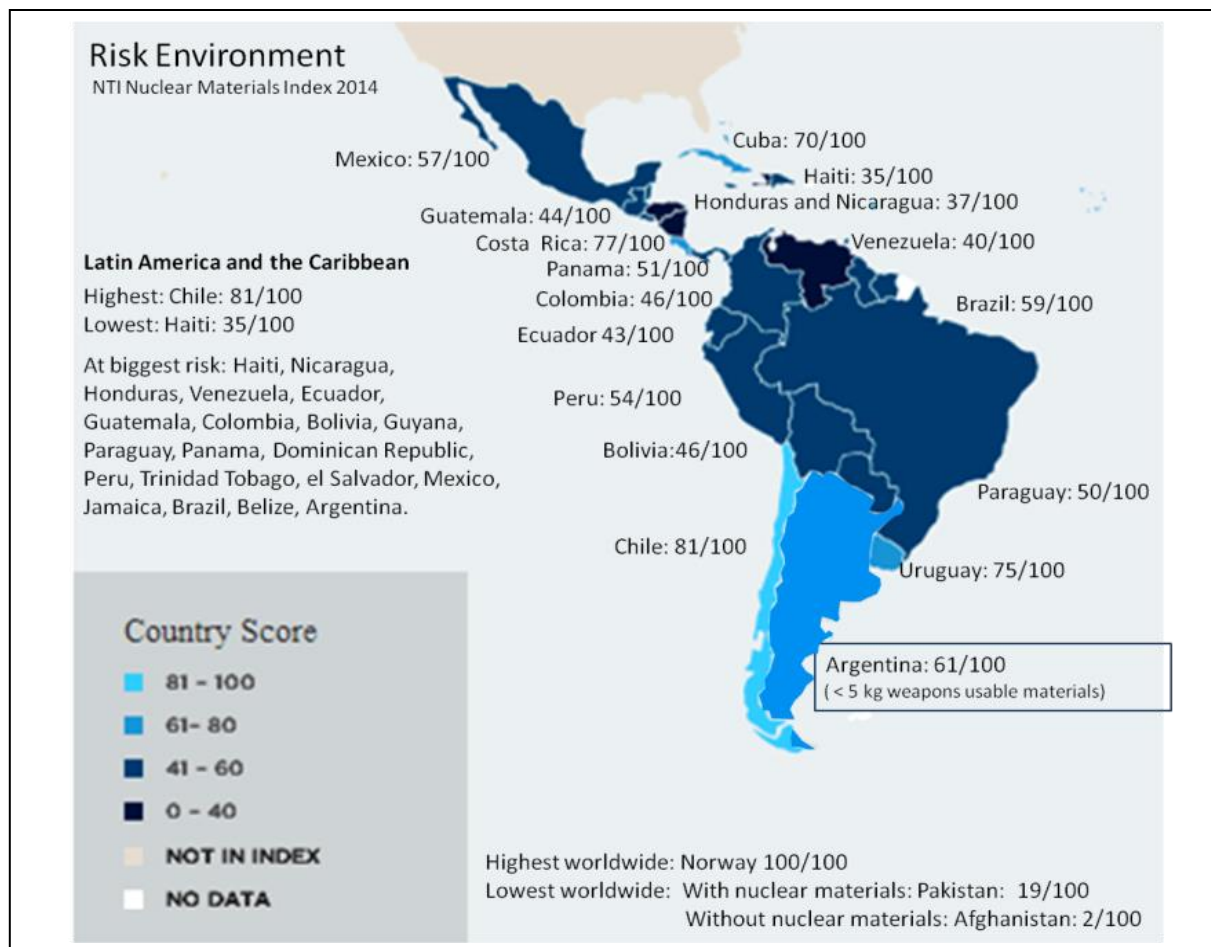 Risk Environment
NTI Nuclear Materials Index 2014
Cuba: 70/100
Mexico: 57/100
Haiti: 35/100
Honduras and Nicaragua: 37/100
Guatemala: 44/100
Costa Rica: 77/100
Venezuela: 40/100
Panama: 51/100
Colombia: 46/100
Brazil: 59/100
Ecuador 43/100
Latin America and the Caribbean
Highest: Chile: 81/100
Lowest: Haiti: 35/100
At biggest risk: Haiti, Nicaragua,
Honduras, Venezuela, Ecuador,
Guatemala, Colombia, Bolivia, Guyana,
Paraguay, Panama, Dominican Republic,
Peru, Trinidad Tobago, el Salvador, Mexico,
Jamaica, Brazil, Belize, Argentina.
Peru: 54/100
Bolivia:46/100
Paraguay: 50/100
Chile: 81/100
Uruguay: 75/100
Argentina: 61/100
( < 5 kg weapons usable materials)
Country Score
81 - 100
61- 80
41 - 60
0 - 40
NOT IN INDEX
NO DATA
Highest worldwide: Norway 100/100
Lowest worldwide: With nuclear materials: Pakistan: 19/100
Without nuclear materials: Afghanistan: 2/100